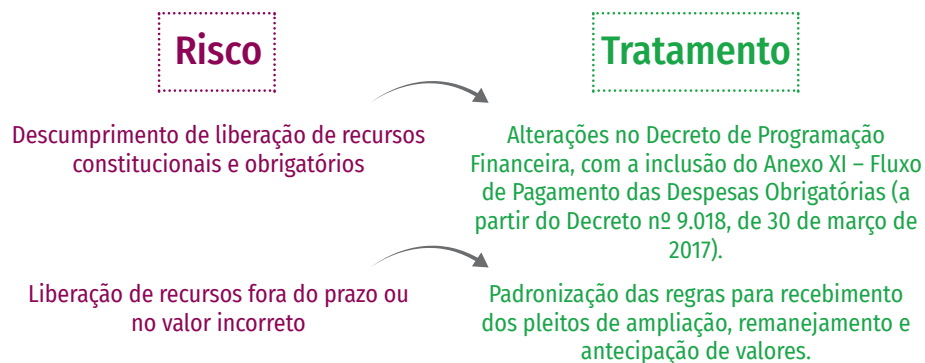 Risco
Tratamento
Descumprimento de liberação de recursos
constitucionais e obrigatórios
Alterações no Decreto de Programação
Financeira, com a inclusão do Anexo XI – Fluxo
de Pagamento das Despesas Obrigatórias (a
partir do Decreto nº 9.018, de 30 de março de
2017).
Liberação de recursos fora do prazo ou
no valor incorreto
Padronização das regras para recebimento
dos pleitos de ampliação, remanejamento e
antecipação de valores.